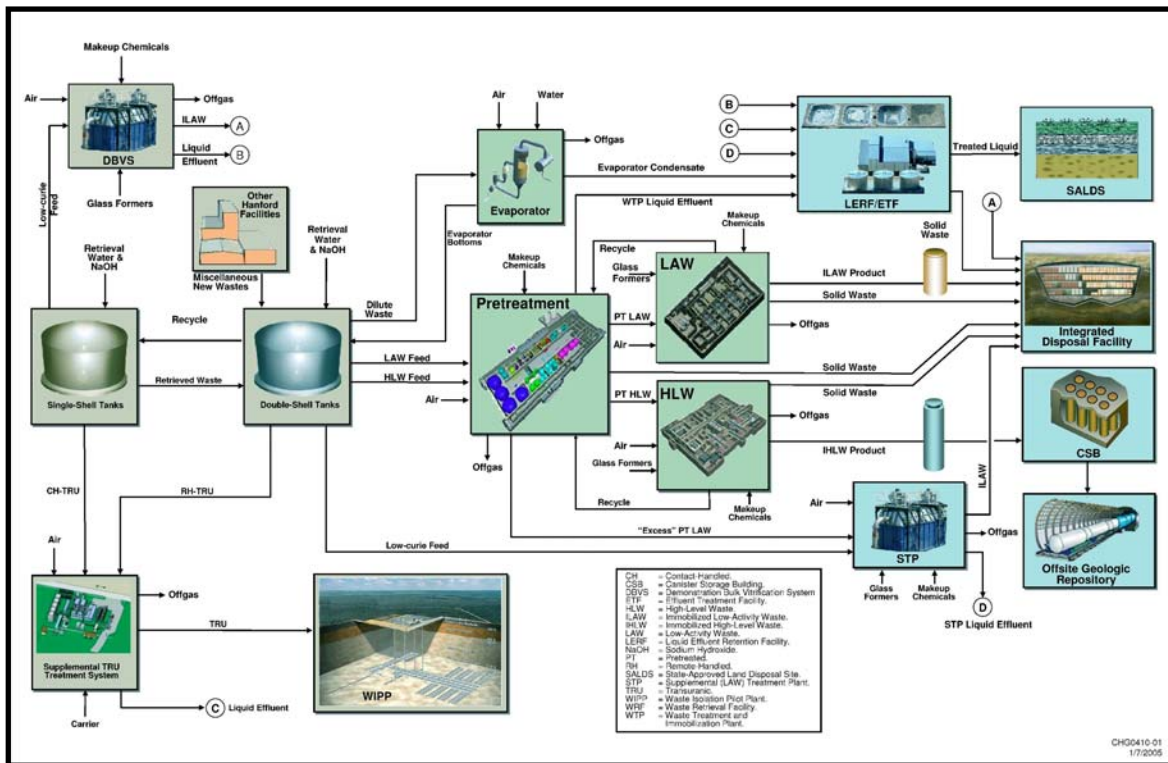 Makeup Chemicals
Air
Offgas
ILAW
A
Liquid
Effluent
B
DBVS
Glass Formers
Low-curie
Feed
Retrieval
Water &
NaOH
Other
Hanford
Facilities
Miscellaneous
New Wastes
Retrieval
Water
& NaOH
Recycle
Retrieved Waste
Single-Shell Tanks
Double-Shell Tanks
Dilute
Waste
LAW Feed
HLW Feed
Air
Water
Offgas
Evaporator
Evaporator
Bottoms
Evaporator Condensate
WTP Liquid Effluent
B
C
D
LERF/ETF
Treated Liquid
SALDS
A
Solid
Waste
Makeup
Chemicals
Pretreatment
Air
Offgas
Recycle
Glass
Formers
Makeup
Chemicals
LAW
PT LAW
Air
ILAW Product
Solid Waste
Offgas
Integrated
Disposal Facility
Solid Waste
Solid Waste
PT HLW
HLW
Air
Glass Formers
Offgas
IHLW Product
Recycle
Makeup
Chemicals
CSB
ILAW
"Excess" PT LAW
Low-curie Feed
Air
STP
Offgas
Glass
Formers
Makeup
Chemicals
D
STP Liquid Effluent
Offsite Geologic
Repository
CH-TRU
RH-TRU
Air
Offgas
TRU
Supplemental TRU
Treatment System
Carrier
C
Liquid Effluent
WIPP
CH = Contact-Handled.
CSB = Canister Storage Building.
DBVS = Demonstration Bulk Vitrification System
ETF = Effluent Treatment Facility.
HLW = High-Level Waste.
ILAW = Immobilized Low-Activity Waste.
IHLW = Immobilized High-Level Waste.
LAW = Low-Activity Waste.
LERF = Liquid Effluent Retention Facility.
NaOH = Sodium Hydroxide.
PT = Pretreated.
RH = Remote-Handled.
SALDS = State-Approved Land Disposal Site.
STP = Supplemental (LAW) Treatment Plant.
TRU = Transuranic.
WIPP = Waste Isolation Pilot Plant.
WRF = Waste Retrieval Facility.
WTP = Waste Treatment and
Immobilization Plant.
CHG0410-01
1/7/2005